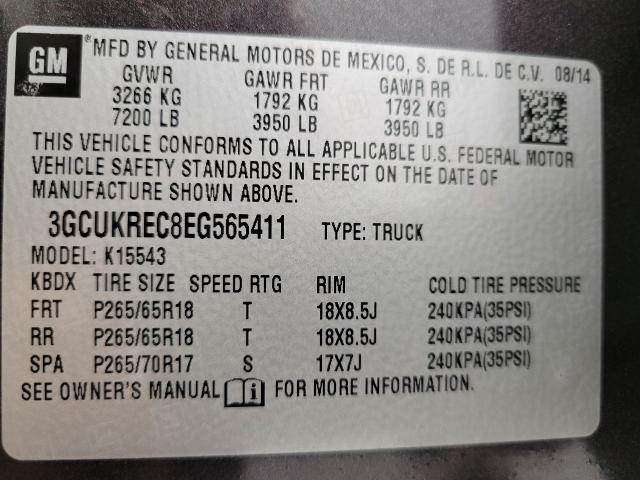 GM ® MFD BY GENERAL MOTORS DE MEXICO, S. DE R.L. DE C.V. 08/14
GVWR GAWR FRT GAWR RR
3266 KG 1792 KG 1792 KG
7200 LB 3950 LB 3950 LB
THIS VEHICLE CONFORMS TO ALL APPLICABLE U.S. FEDERAL MOTOR
VEHICLE SAFETY STANDARDS IN EFFECT ON THE DATE OF
MANUFACTURE SHOWN ABOVE.
3GCUKREC8EG565411 TYPE: TRUCK
MODEL: K15543
KBDX TIRE SIZE SPEED RTG RIM COLD TIRE PRESSURE
FRT P265/65R18 T 18X8.5J 240KPA(35PSI)
RR P265/65R18 T 18X8.5J 240KPA(35PSI)
SPA P265/70R17 S 17X7J 240KPA(35PSI)
SEE OWNER'S MANUAL i FOR MORE INFORMATION.